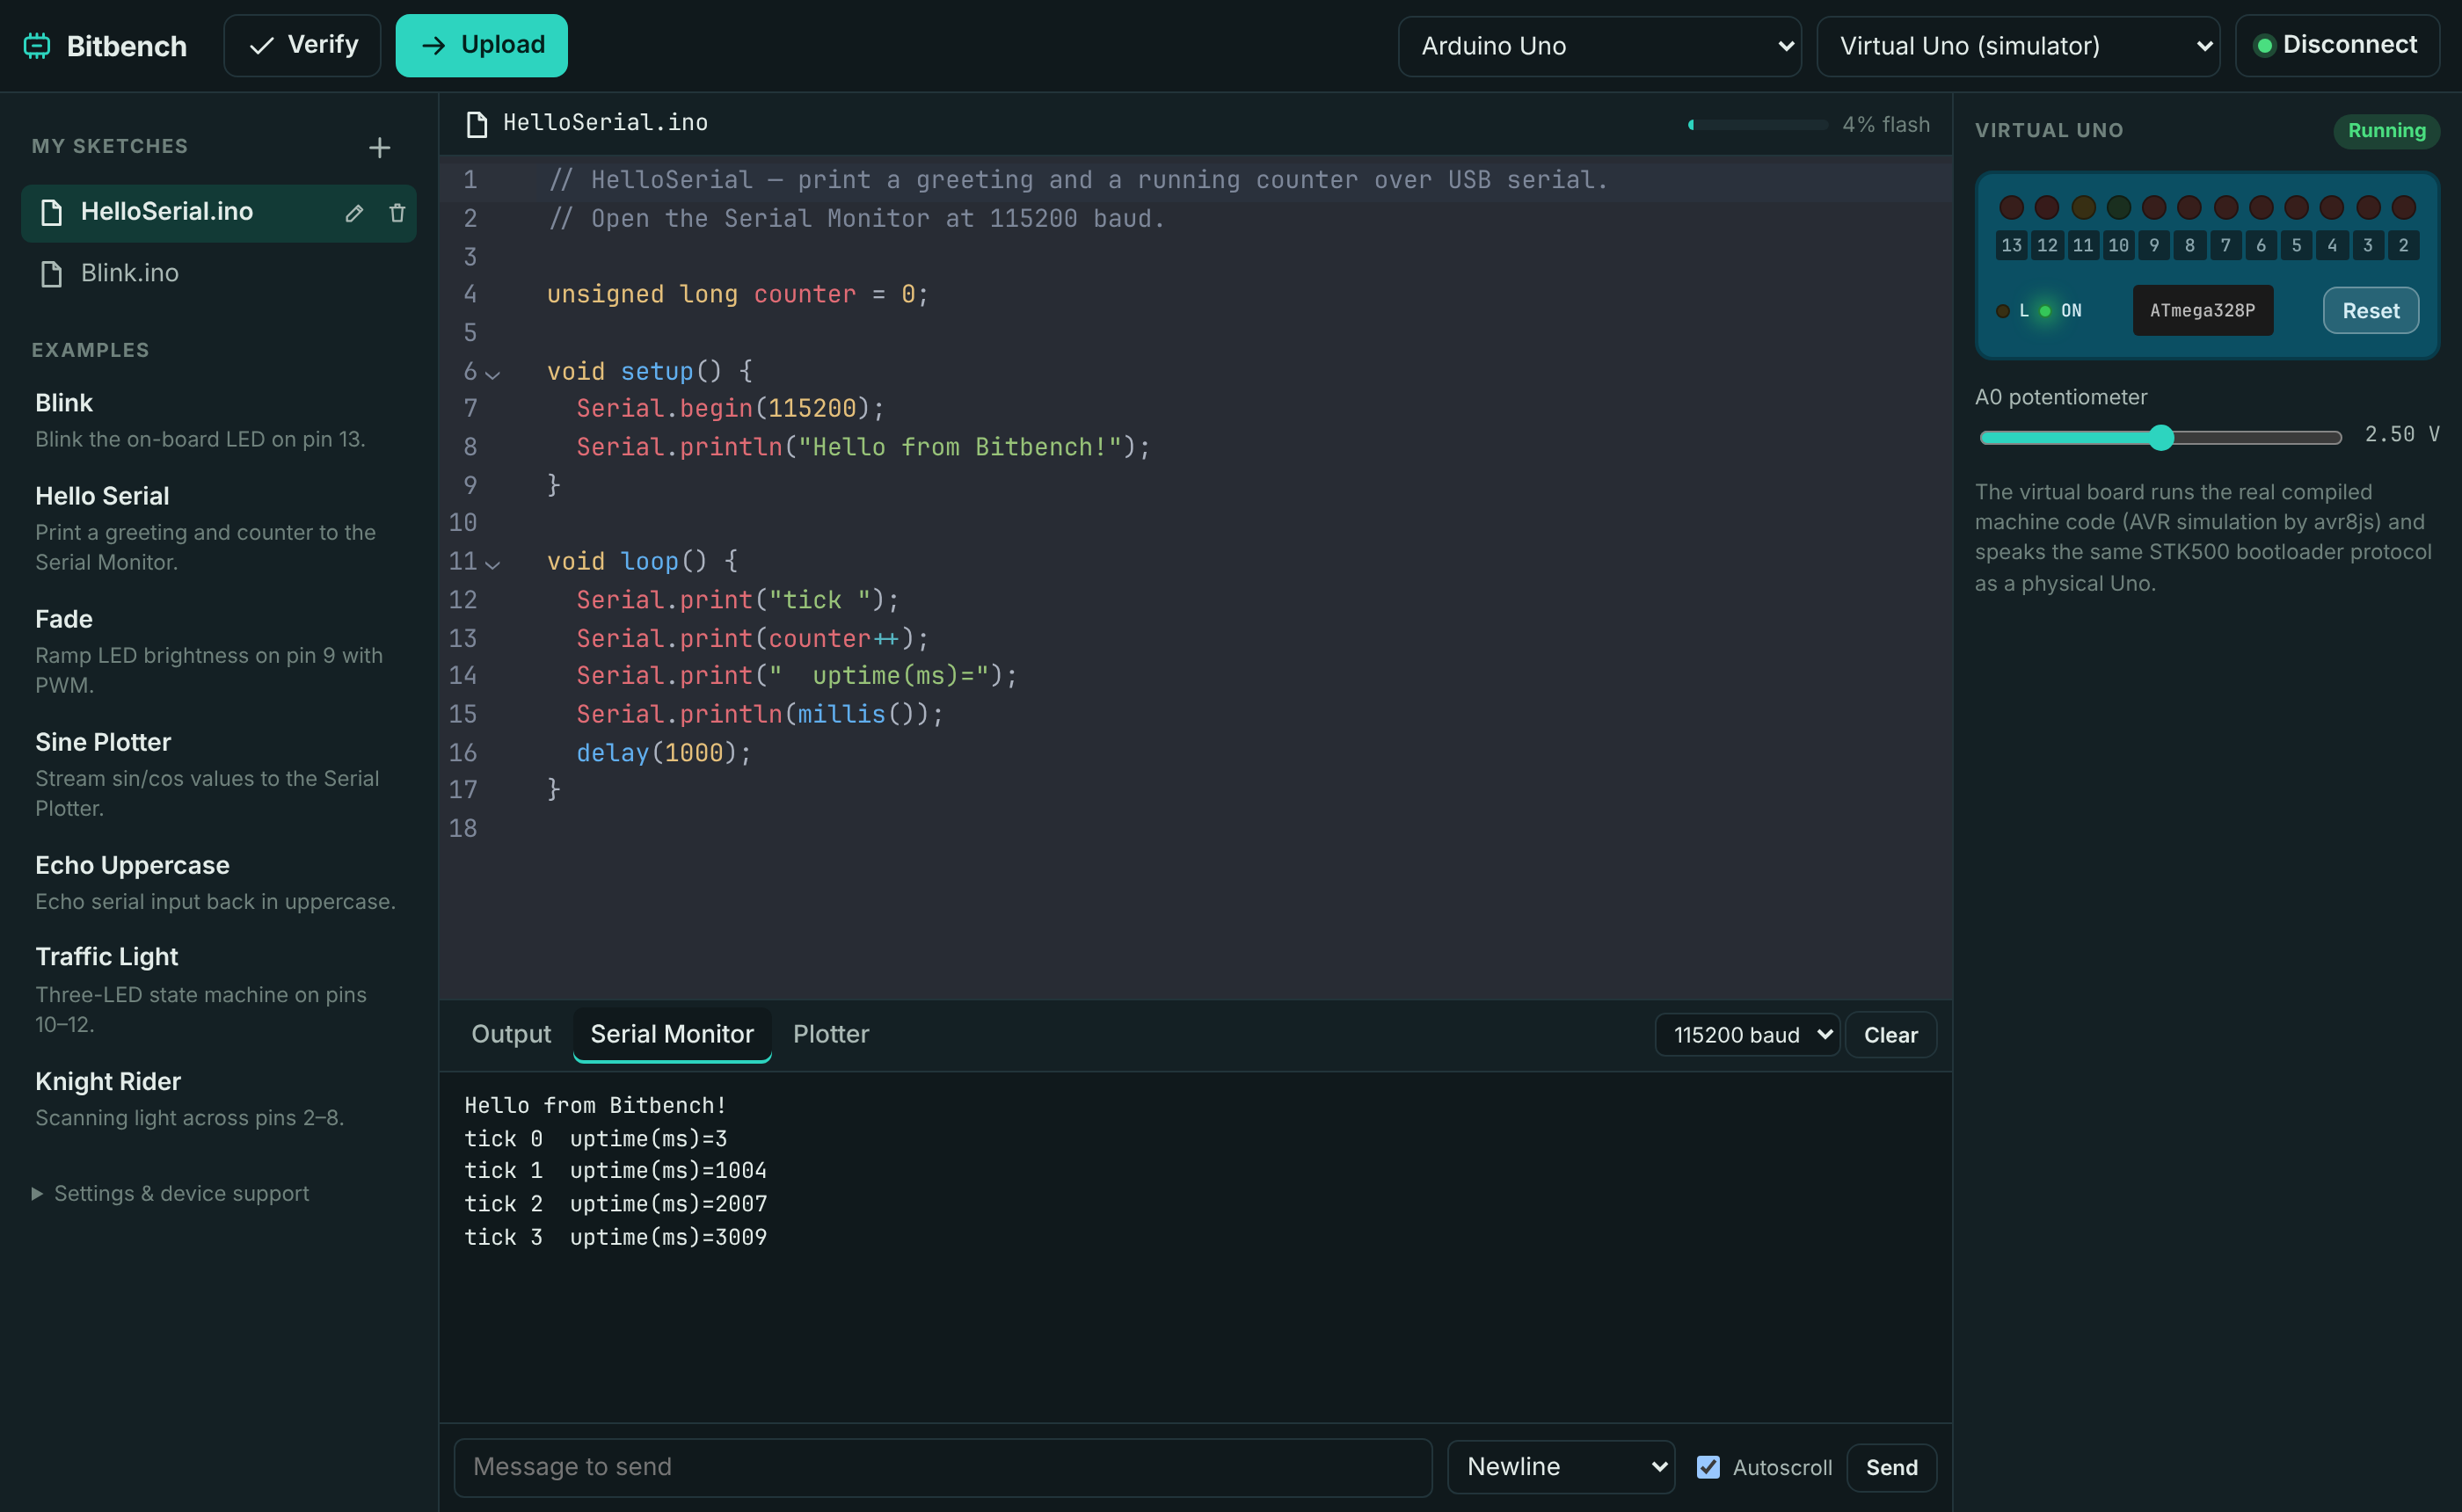 Bitbench
Verify
Upload
Arduino Uno
Virtual Uno (simulator)
Disconnect
MY SKETCHES
HelloSerial.ino
Blink.ino
EXAMPLES
Blink
Blink the on-board LED on pin 13.
Hello Serial
Print a greeting and counter to the
Serial Monitor.
Fade
Ramp LED brightness on pin 9 with
PWM.
Sine Plotter
Stream sin/cos values to the Serial
Plotter.
Echo Uppercase
Echo serial input back in uppercase.
Traffic Light
Three-LED state machine on pins
10–12.
Knight Rider
Scanning light across pins 2–8.
Settings & device support
HelloSerial.ino
4% flash
1 // HelloSerial — print a greeting and a running counter over USB serial.
2 // Open the Serial Monitor at 115200 baud.
3
4 unsigned long counter = 0;
5
6 void setup() {
7   Serial.begin(115200);
8   Serial.println("Hello from Bitbench!");
9 }
10
11 void loop() {
12   Serial.print("tick ");
13   Serial.print(counter++);
14   Serial.print("  uptime(ms)=");
15   Serial.println(millis());
16   delay(1000);
17 }
18
Output Serial Monitor Plotter
115200 baud
Clear
Hello from Bitbench!
tick 0  uptime(ms)=3
tick 1  uptime(ms)=1004
tick 2  uptime(ms)=2007
tick 3  uptime(ms)=3009
Message to send
Newline
Autoscroll
Send
VIRTUAL UNO
Running
13 12 11 10 9 8 7 6 5 4 3 2
L ON
ATmega328P
Reset
A0 potentiometer
2.50 V
The virtual board runs the real compiled
machine code (AVR simulation by avr8js) and
speaks the same STK500 bootloader protocol
as a physical Uno.